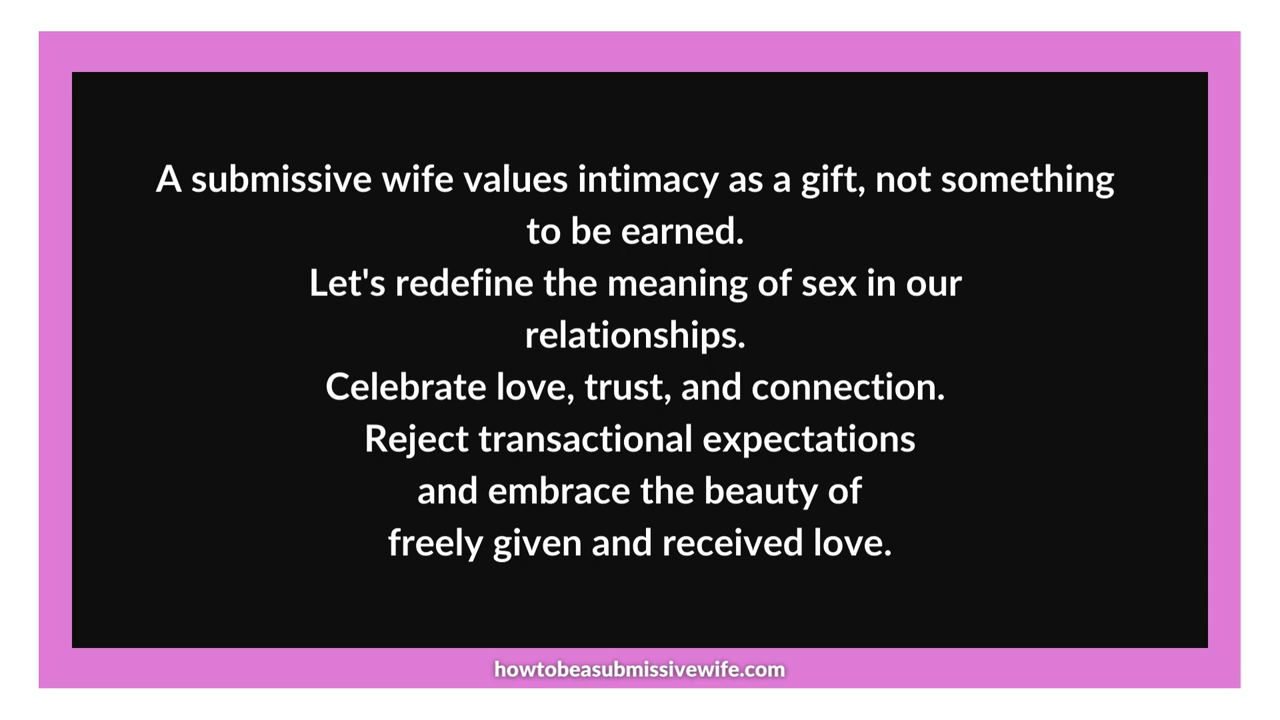 A submissive wife values intimacy as a gift, not something
to be earned.
Let's redefine the meaning of sex in our
relationships.
Celebrate love, trust, and connection.
Reject transactional expectations
and embrace the beauty of
freely given and received love.
howtobeasubmissivewife.com